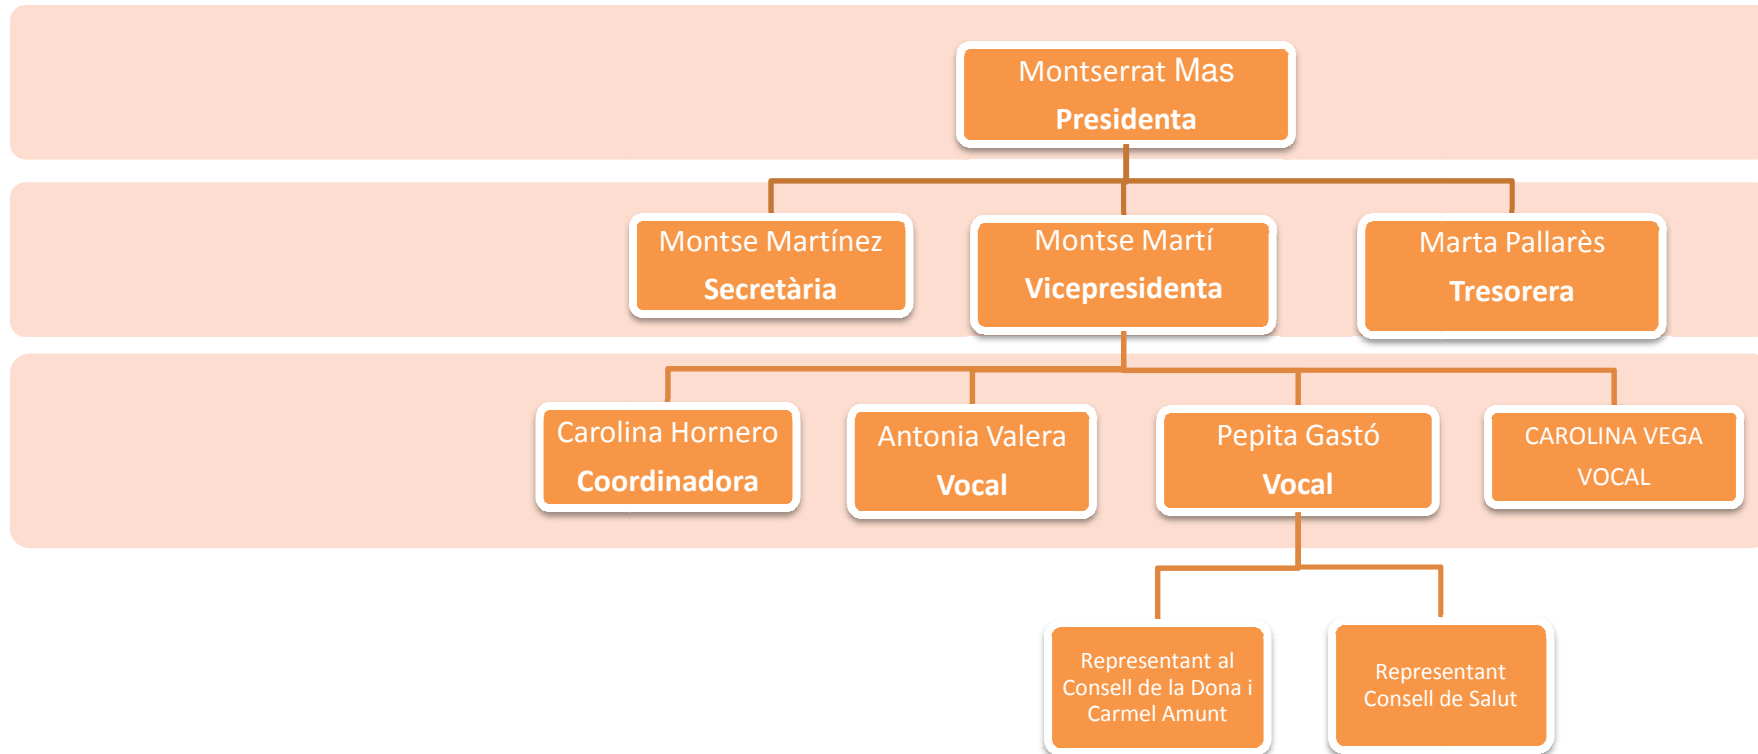 Montserrat Mas
Presidenta
Montse Martínez
Secretària
Montse Martí
Vicepresidenta
Marta Pallarès
Tresorera
Carolina Hornero
Coordinadora
Antonia Valera
Vocal
Pepita Gastó
Vocal
CAROLINA VEGA
VOCAL
Representant al
Consell de la Dona i
Carmel Amunt
Representant
Consell de Salut